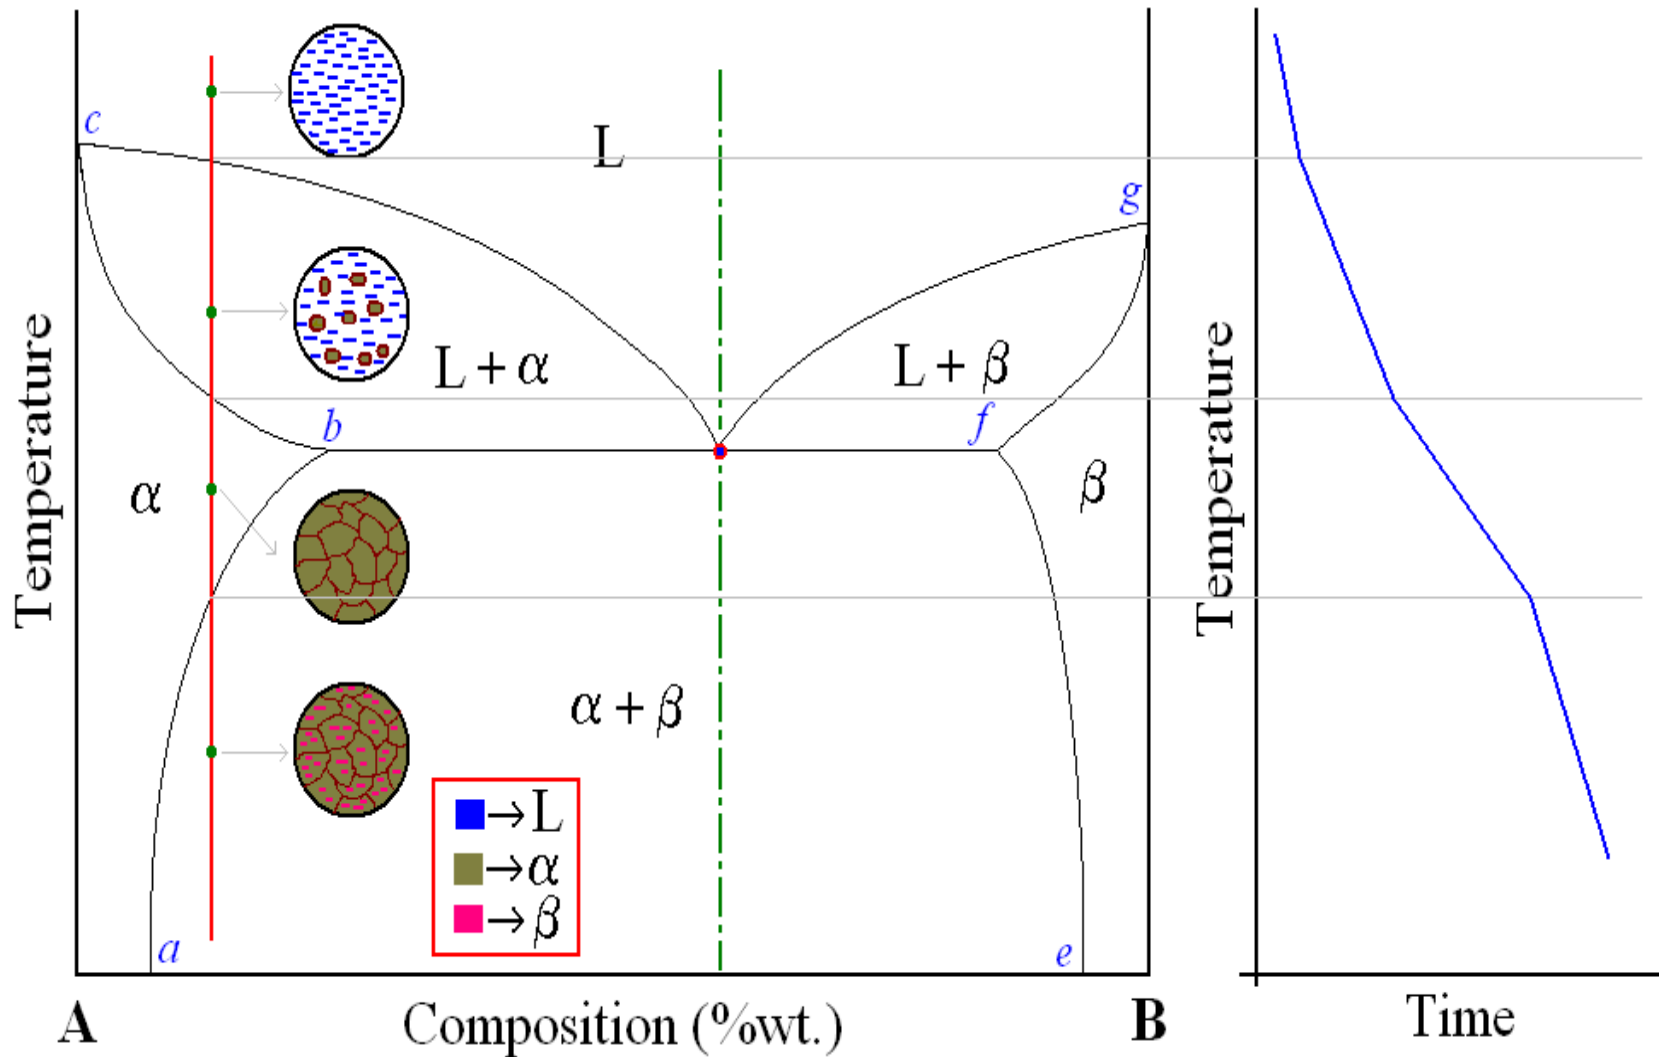 c
L
g
L + α
L + β
b
f
α
β
α + β
→L
→α
→β
a
e
Temperature
A
Composition (%wt.)
B
Temperature
Time